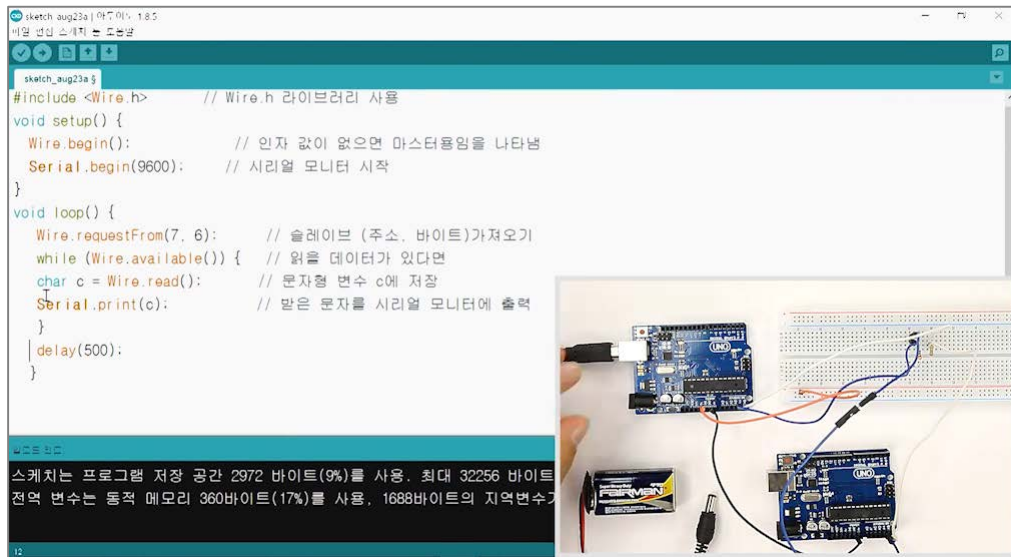 sketch_aug23a | 아두이노 1.8.5
파일 편집 스케치 툴 도움말
sketch_aug23a §
#include <Wire.h> // Wire.h 라이브러리 사용
void setup() {
Wire.begin(); // 인자 값이 없으면 마스터용임을 나타냄
Serial.begin(9600); // 시리얼 모니터 시작
}
void loop() {
Wire.requestFrom(7, 6); // 슬레이브 (주소, 바이트)가져오기
while (Wire.available()) { // 읽을 데이터가 있다면
char c = Wire.read(); // 문자형 변수 c에 저장
Serial.print(c); // 받은 문자를 시리얼 모니터에 출력
}
delay(500);
}
스케치는 프로그램 저장 공간 2972 바이트(9%)를 사용. 최대 32256 바이트
전역 변수는 동적 메모리 360바이트(17%)를 사용, 1688바이트의 지역변수가
12
UNO
FAIRMAN
UNO